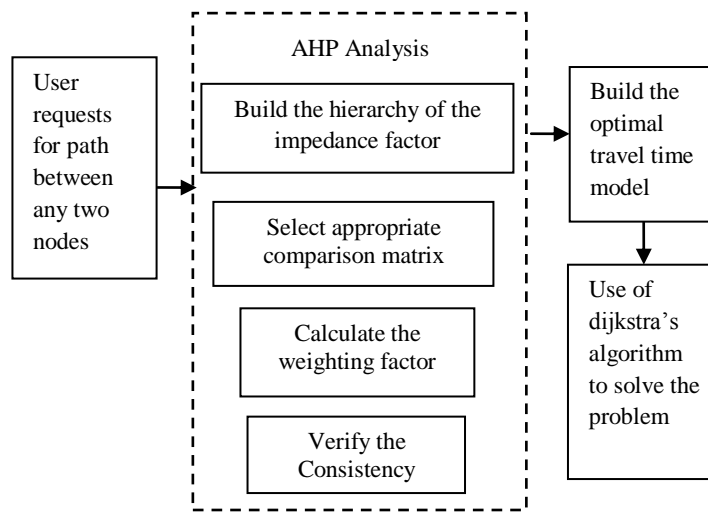 User
requests
for path
between
any two
nodes
AHP Analysis
Build the hierarchy of the
impedance factor
Select appropriate
comparison matrix
Calculate the
weighting factor
Verify the
Consistency
Build the
optimal
travel time
model
Use of
dijkstra’s
algorithm
to solve the
problem